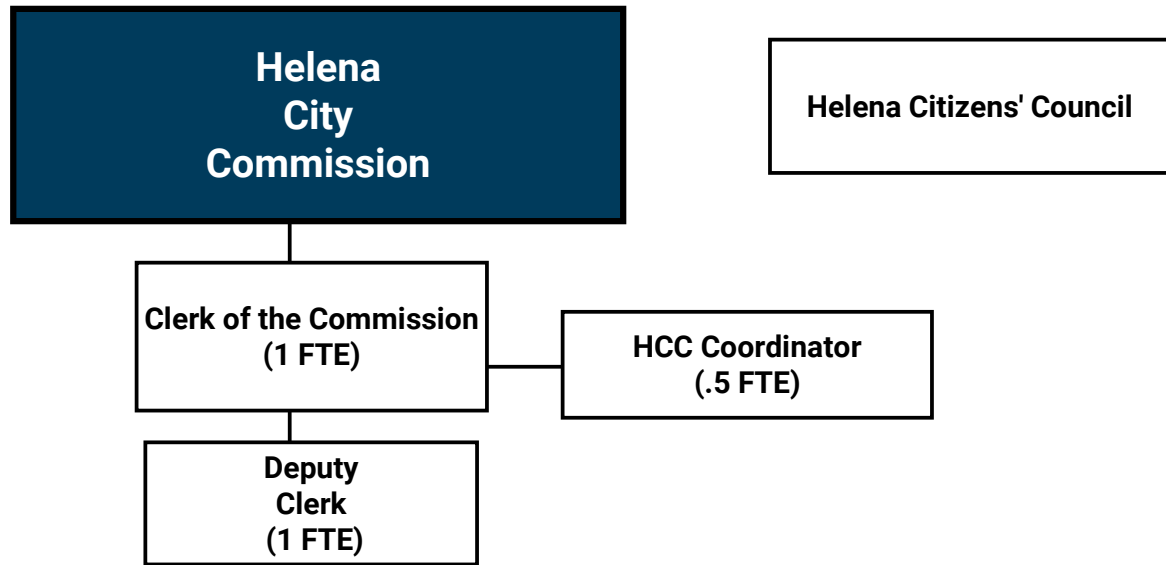 Helena
City
Commission
Helena Citizens' Council
Clerk of the Commission
(1 FTE)
HCC Coordinator
(.5 FTE)
Deputy
Clerk
(1 FTE)